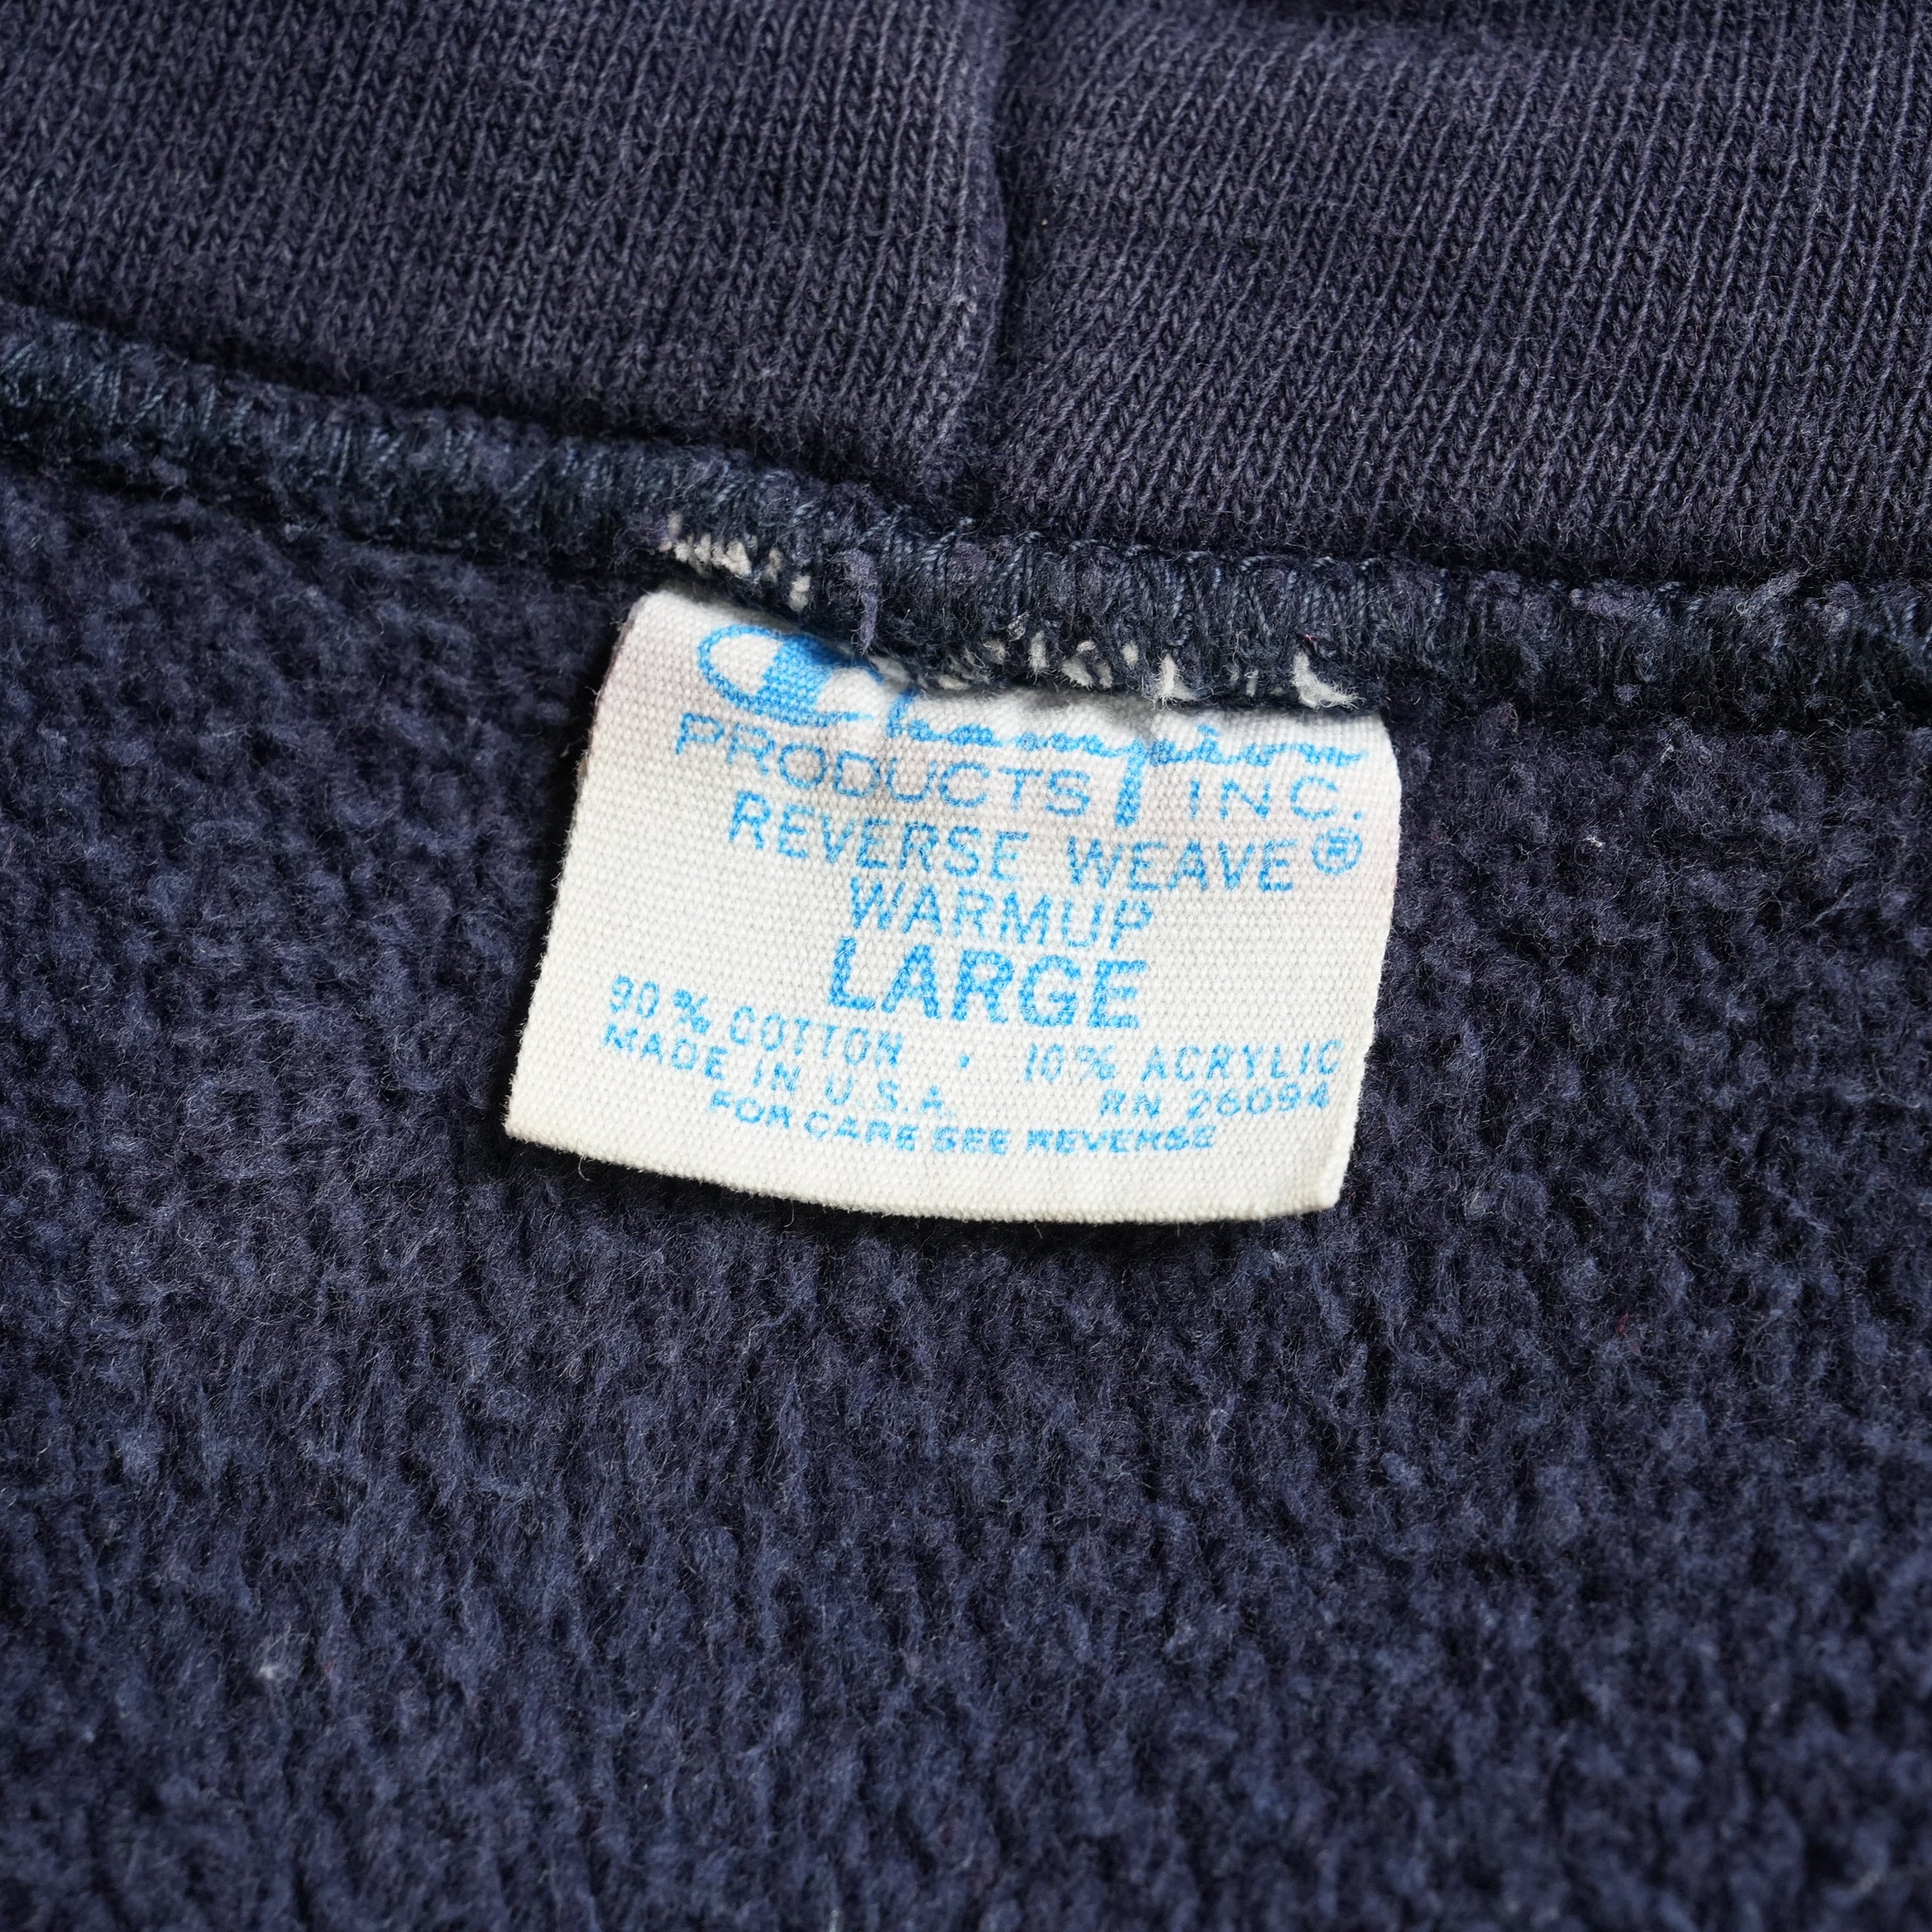 Champion
PRODUCTS INC.
REVERSE WEAVE®
WARMUP
LARGE
90% COTTON , 10% ACRYLIC
MADE IN U.S.A. RN 26094
FOR CARE SEE REVERSE